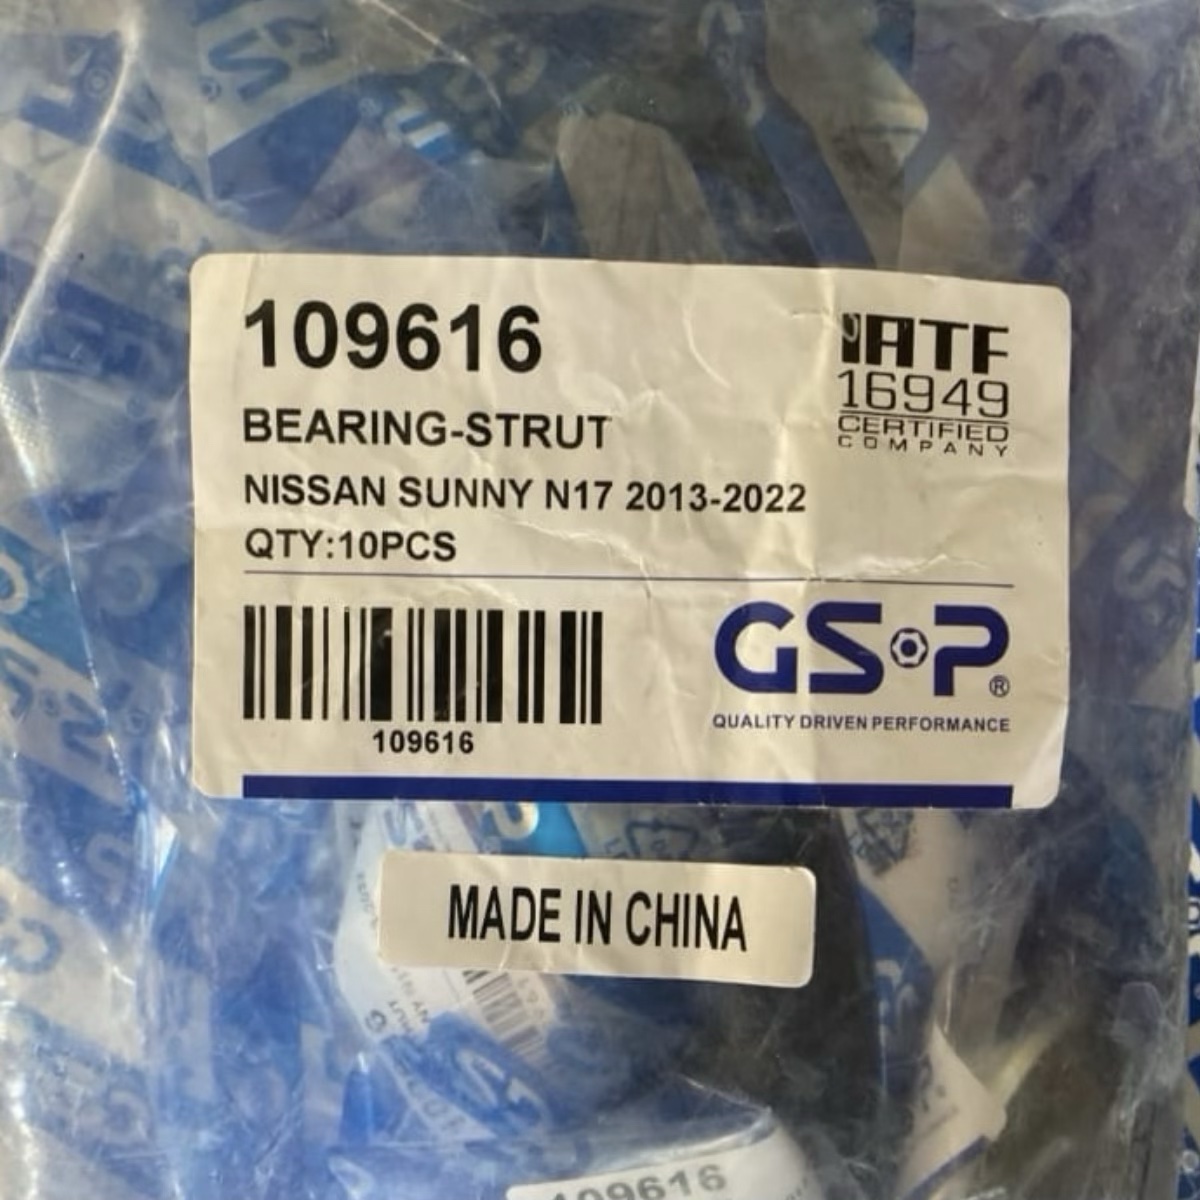 109616
BEARING-STRUT
NISSAN SUNNY N17 2013-2022
QTY:10PCS
IATF
16949
CERTIFIED
COMPANY
109616
GSP®
QUALITY DRIVEN PERFORMANCE
MADE IN CHINA
109616